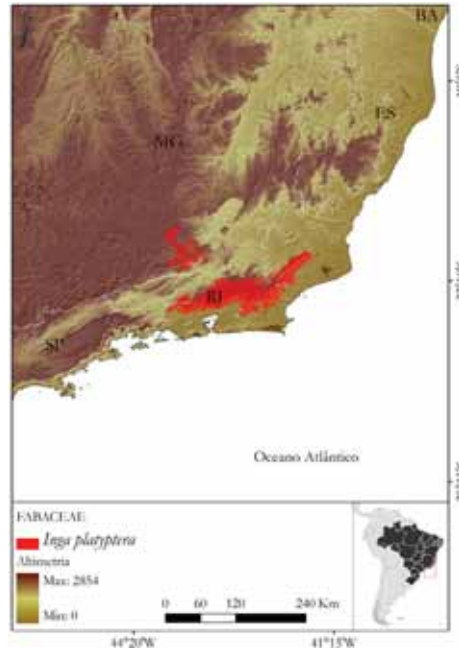 BA
ES
MG
RJ
SP
Oceano Atlântico
FABACEAE
Inga platyptera
Altimetria
Max: 2854
Min: 0
0 60 120 240 Km
44°20'W 41°15'W